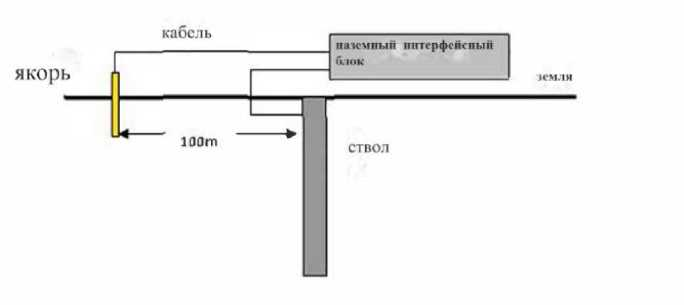 кабель
наземный интерфейсный
блок
якорь
земля
100m
ствол